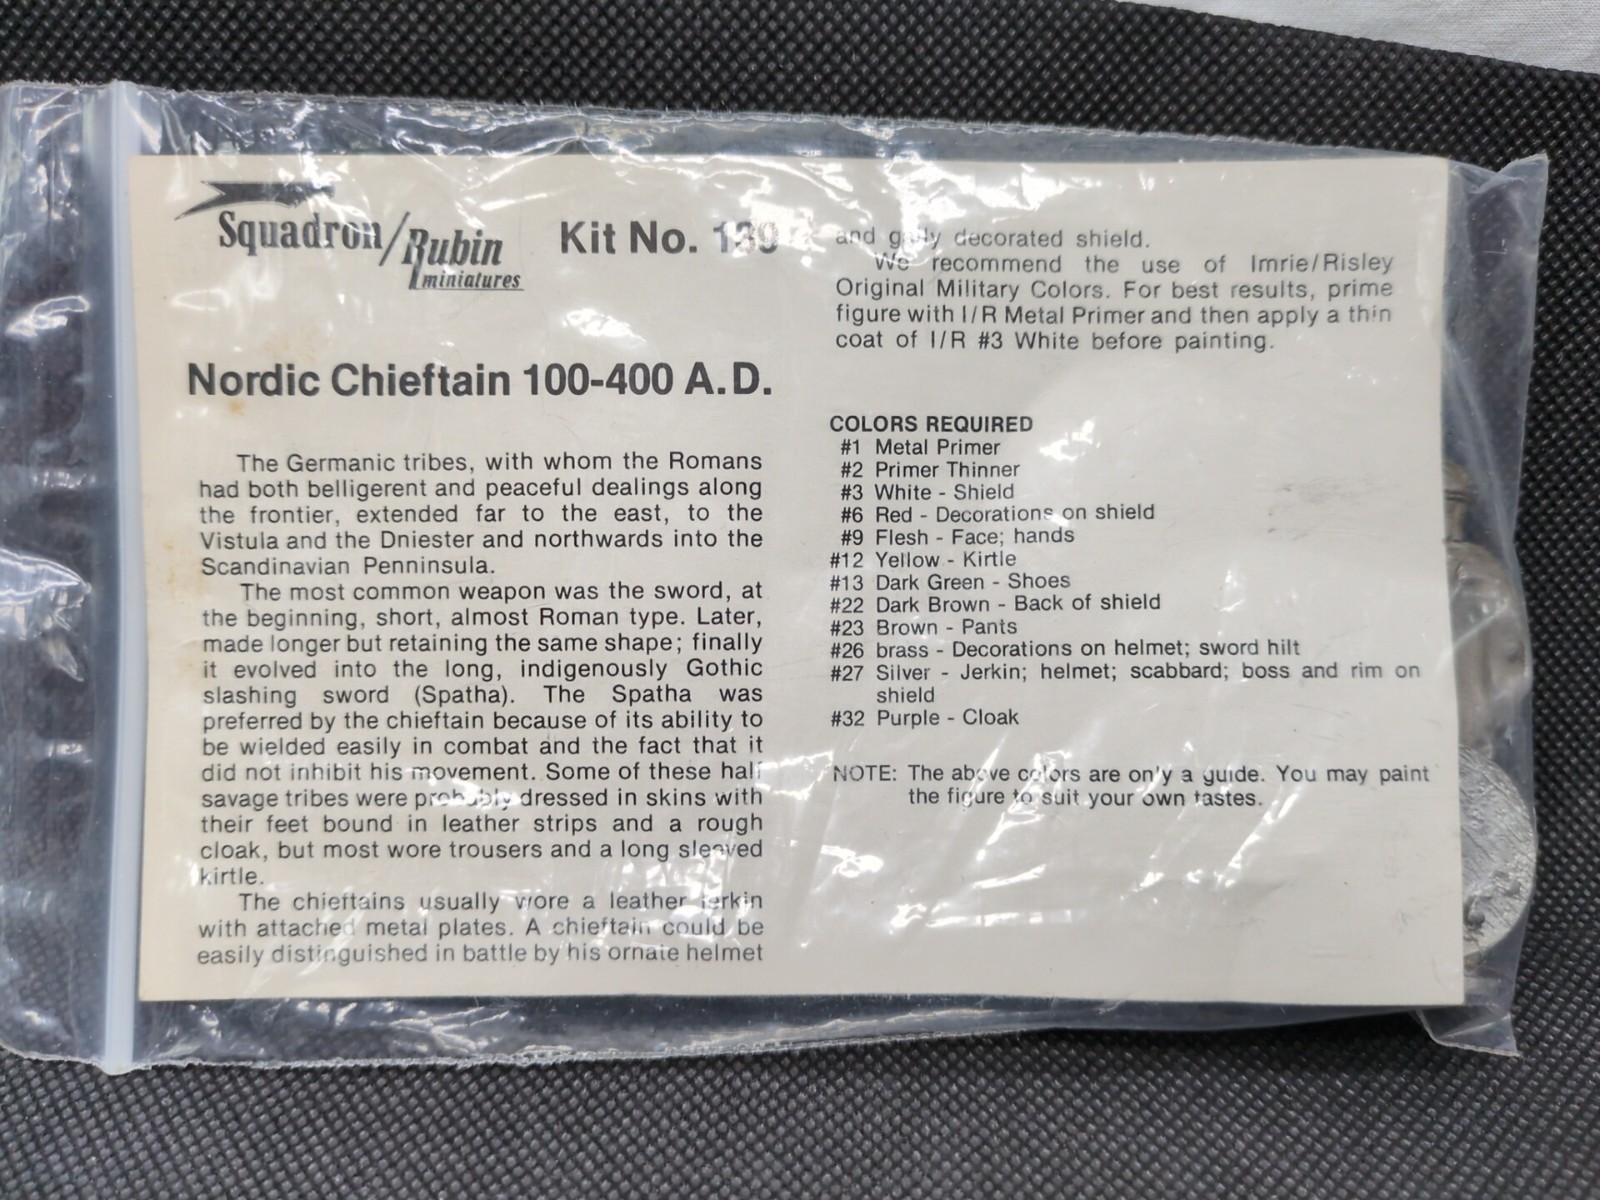 Squadron/Rubin
miniatures
Kit No. 139
Nordic Chieftain 100-400 A.D.
The Germanic tribes, with whom the Romans
had both belligerent and peaceful dealings along
the frontier, extended far to the east, to the
Vistula and the Dniester and northwards into the
Scandinavian Penninsula.
The most common weapon was the sword, at
the beginning, short, almost Roman type. Later,
made longer but retaining the same shape; finally
it evolved into the long, indigenously Gothic
slashing sword (Spatha). The Spatha was
preferred by the chieftain because of its ability to
be wielded easily in combat and the fact that it
did not inhibit his movement. Some of these half
savage tribes were probably dressed in skins with
their feet bound in leather strips and a rough
cloak, but most wore trousers and a long sleeved
kirtle.
The chieftains usually wore a leather jerkin
with attached metal plates. A chieftain could be
easily distinguished in battle by his ornate helmet
and gaily decorated shield.
We recommend the use of Imrie/Risley
Original Military Colors. For best results, prime
figure with I/R Metal Primer and then apply a thin
coat of I/R #3 White before painting.
COLORS REQUIRED
#1 Metal Primer
#2 Primer Thinner
#3 White - Shield
#6 Red - Decorations on shield
#9 Flesh - Face; hands
#12 Yellow - Kirtle
#13 Dark Green - Shoes
#22 Dark Brown - Back of shield
#23 Brown - Pants
#26 brass - Decorations on helmet; sword hilt
#27 Silver - Jerkin; helmet; scabbard; boss and rim on
shield
#32 Purple - Cloak
NOTE: The above colors are only a guide. You may paint
the figure to suit your own tastes.